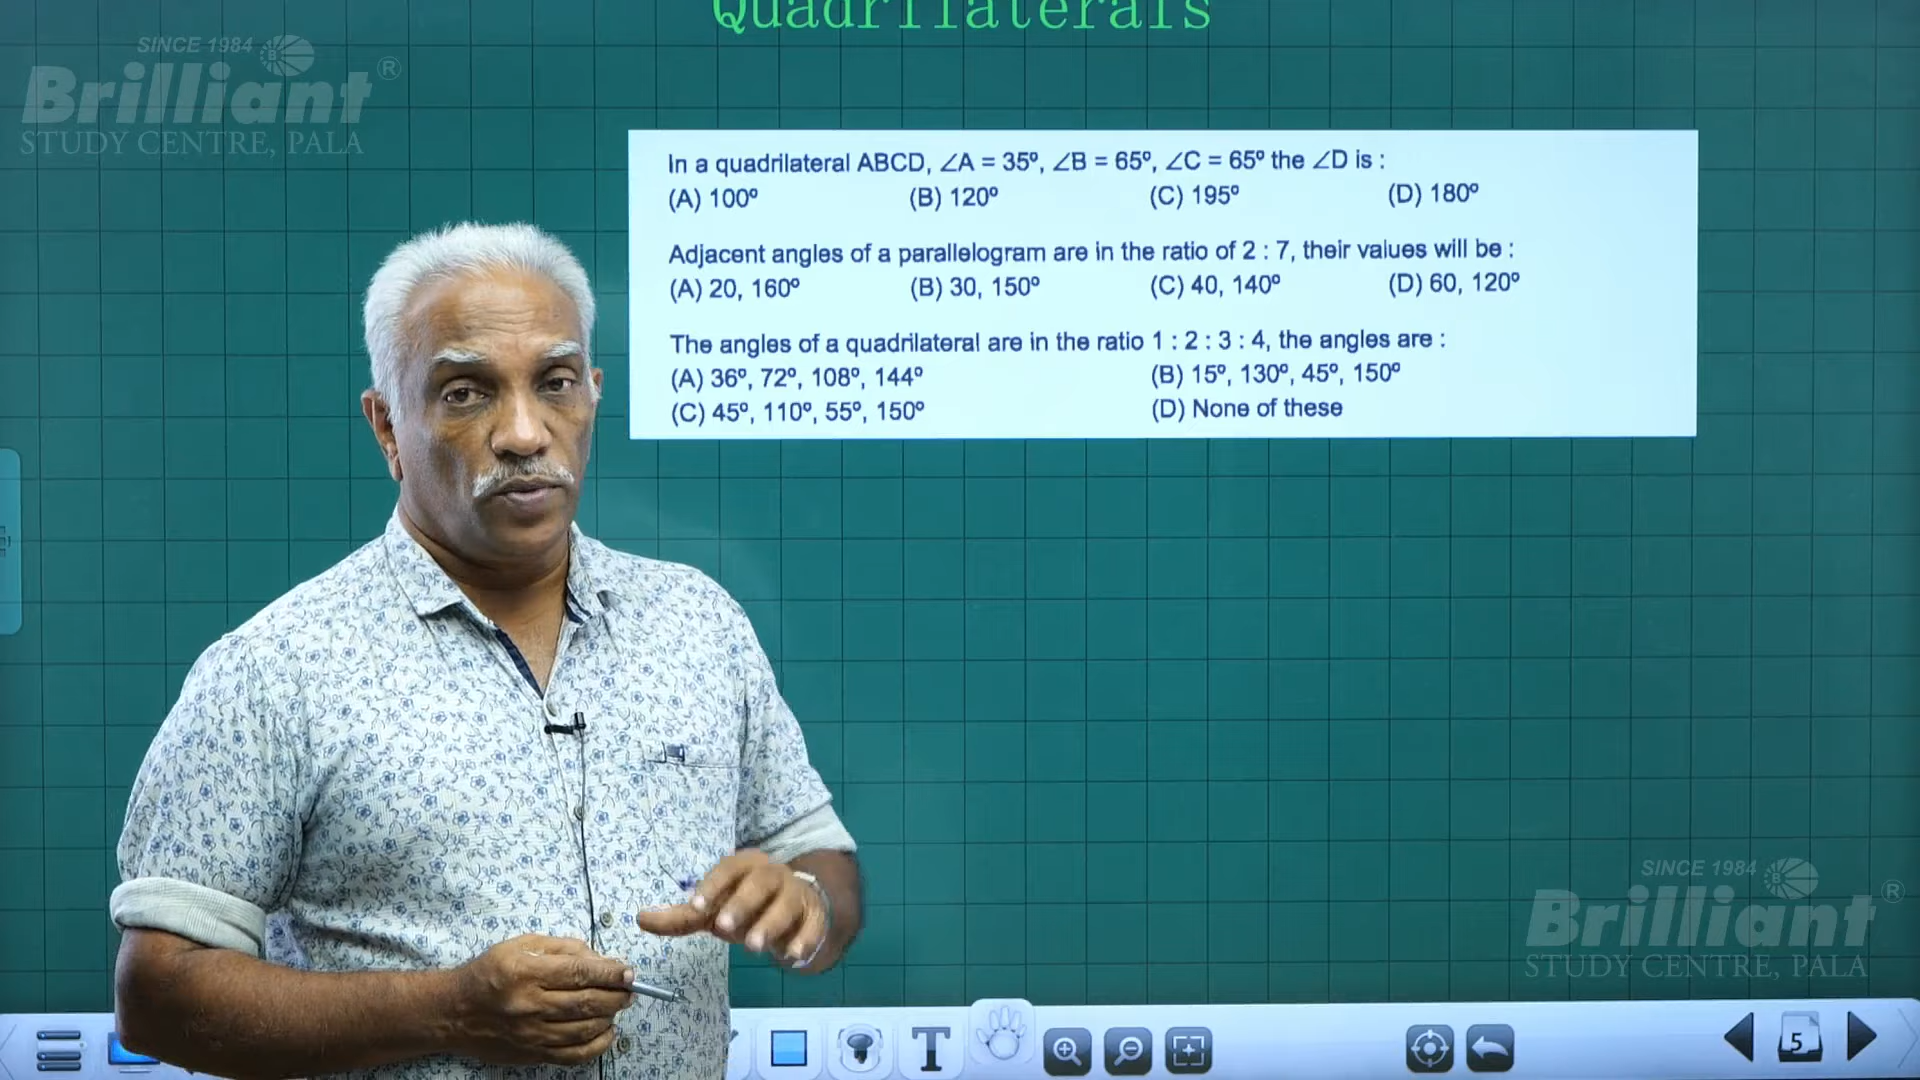 Quadrilaterals
SINCE 1984
Brilliant®
STUDY CENTRE, PALA
In a quadrilateral ABCD, ∠A = 35º, ∠B = 65º, ∠C = 65º the ∠D is :
(A) 100º (B) 120º (C) 195º (D) 180º
Adjacent angles of a parallelogram are in the ratio of 2 : 7, their values will be :
(A) 20, 160º (B) 30, 150º (C) 40, 140º (D) 60, 120º
The angles of a quadrilateral are in the ratio 1 : 2 : 3 : 4, the angles are :
(A) 36º, 72º, 108º, 144º (B) 15º, 130º, 45º, 150º
(C) 45º, 110º, 55º, 150º (D) None of these
SINCE 1984
Brilliant®
STUDY CENTRE, PALA
T
5